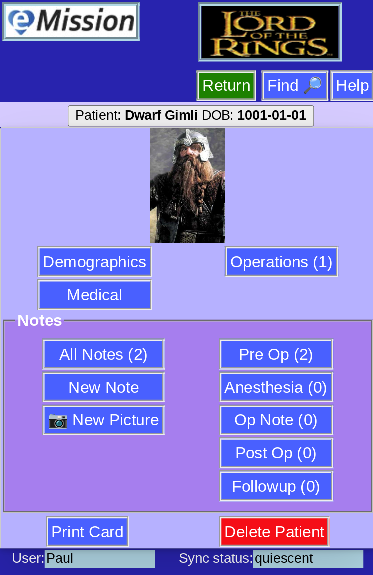 eMission
THE
LORD
OF THE
RINGS
Return
Find 🔎
Help
Patient: Dwarf Gimli DOB: 1001-01-01
Demographics
Operations (1)
Medical
Notes
All Notes (2)
Pre Op (2)
New Note
Anesthesia (0)
📷 New Picture
Op Note (0)
Post Op (0)
Followup (0)
Print Card
Delete Patient
User: Paul
Sync status: quiescent